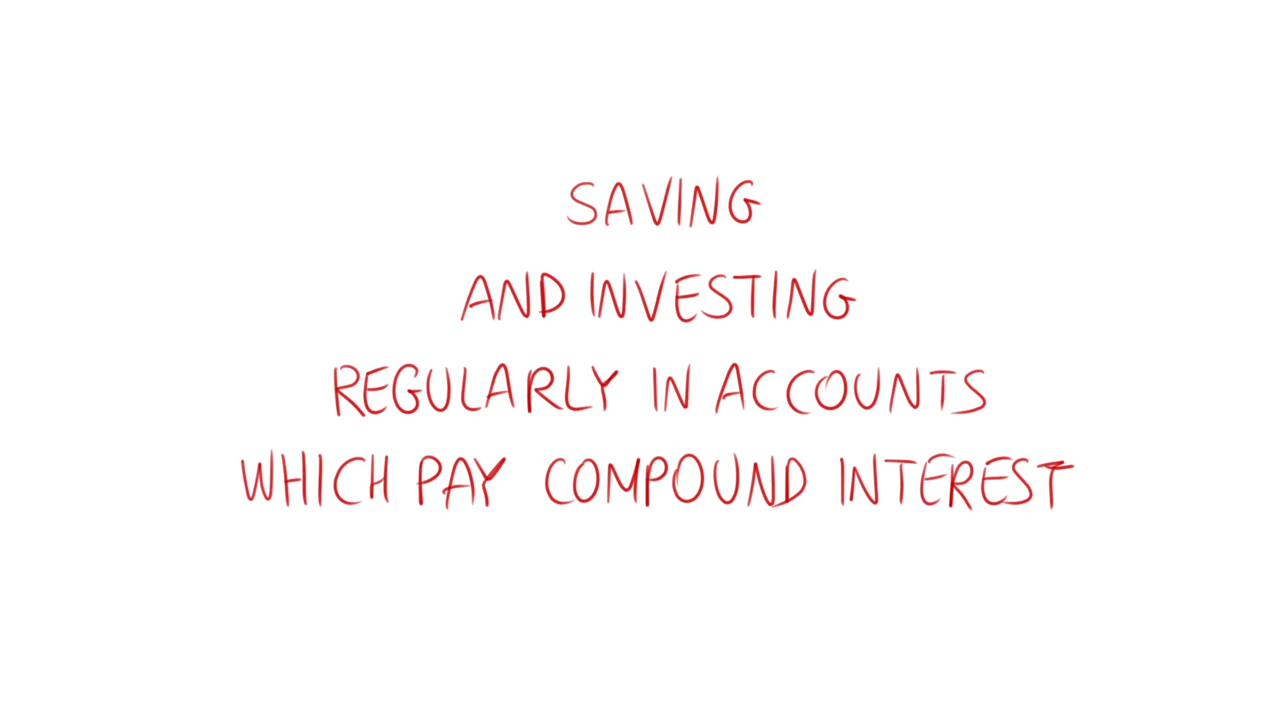 SAVING
AND INVESTING
REGULARLY IN ACCOUNTS
WHICH PAY COMPOUND INTEREST